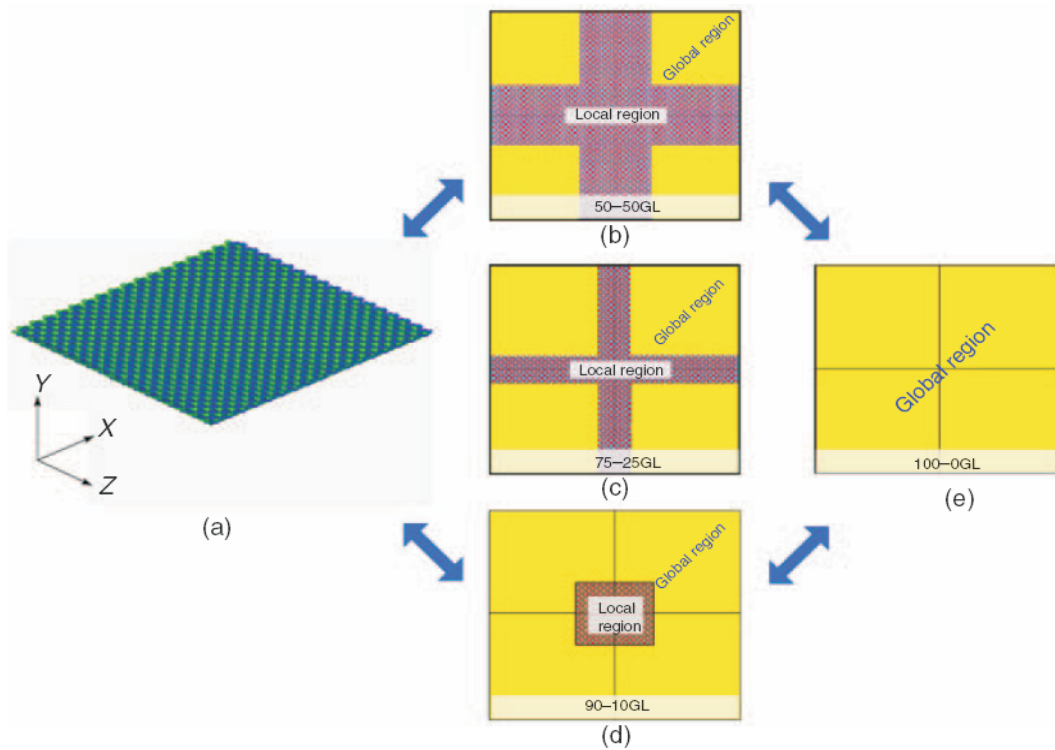 Global region
Local region
50–50GL
(b)
Y
X
Z
(a)
Global region
Local region
75–25GL
(c)
Global region
100–0GL
(e)
Global region
Local
region
90–10GL
(d)